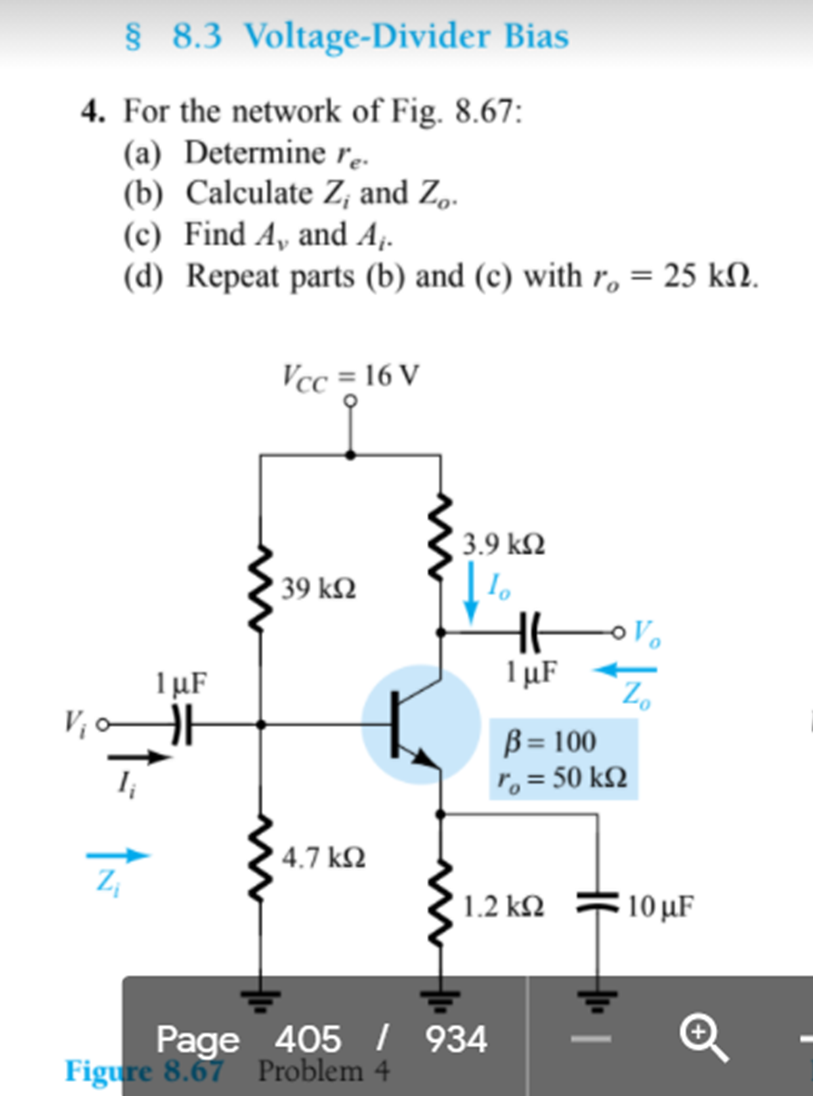 § 8.3 Voltage-Divider Bias
4. For the network of Fig. 8.67:
(a) Determine rₑ.
(b) Calculate Zᵢ and Zₒ.
(c) Find Aᵥ and Aᵢ.
(d) Repeat parts (b) and (c) with rₒ = 25 kΩ.
V_CC = 16 V
3.9 kΩ
39 kΩ
Iₒ
Vₒ
1 μF
1 μF
Zₒ
Vᵢ
β = 100
Iᵢ
rₒ = 50 kΩ
4.7 kΩ
Zᵢ
1.2 kΩ
10 μF
Page 405 / 934
Figure 8.67 Problem 4